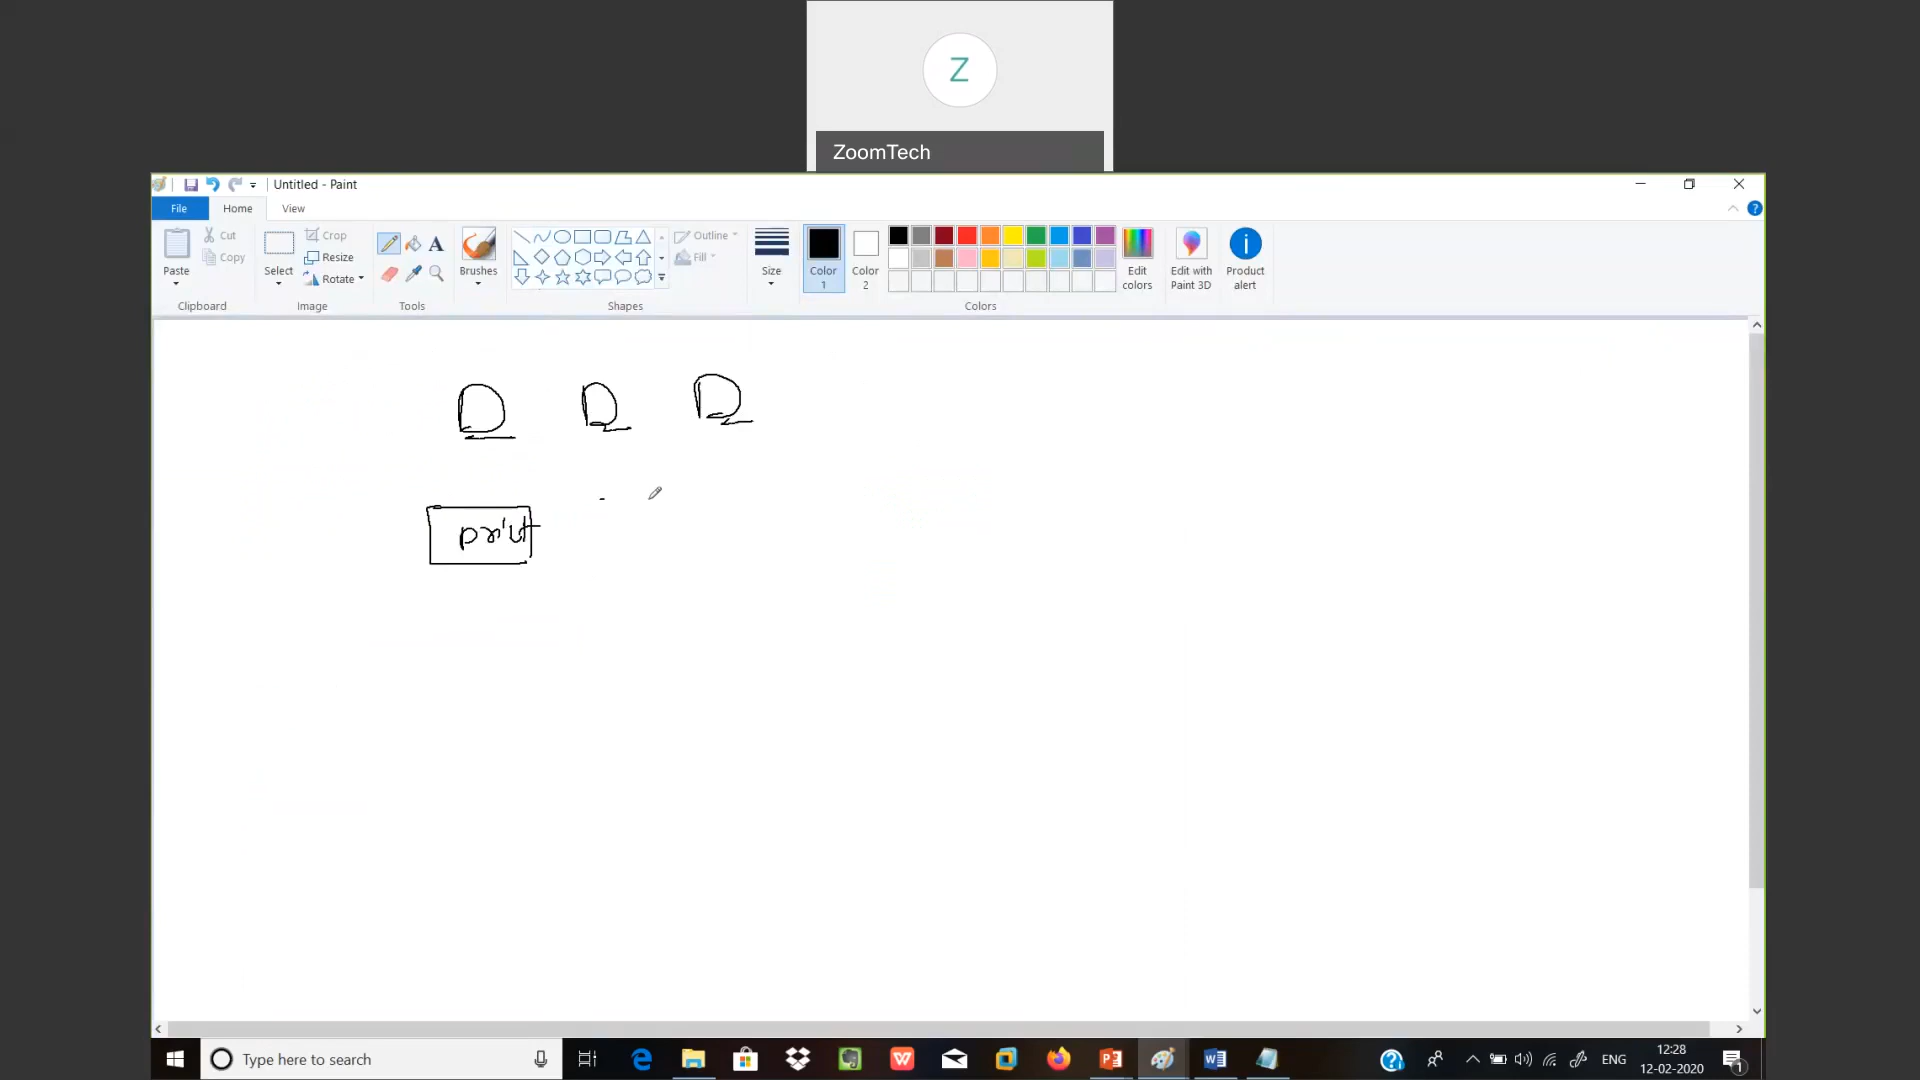 Z
ZoomTech
Untitled - Paint
File Home View
Cut
Copy
Paste
Clipboard
Select
Crop
Resize
Rotate
Image
A
Tools
Brushes
Outline
Fill
Shapes
Size
Color 1
Color 2
Edit colors
Colors
Edit with Paint 3D
Product alert
D D D
print
Type here to search
ENG
12:28
12-02-2020
1